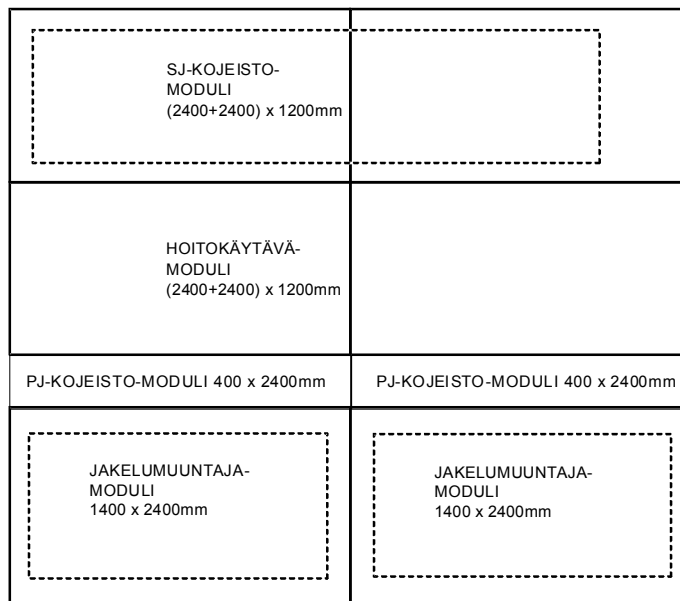 SJ-KOJEISTO-
MODULI
(2400+2400) x 1200mm
HOITOKÄYTÄVÄ-
MODULI
(2400+2400) x 1200mm
PJ-KOJEISTO-MODULI 400 x 2400mm
PJ-KOJEISTO-MODULI 400 x 2400mm
JAKELUMUUNTAJA-
MODULI
1400 x 2400mm
JAKELUMUUNTAJA-
MODULI
1400 x 2400mm